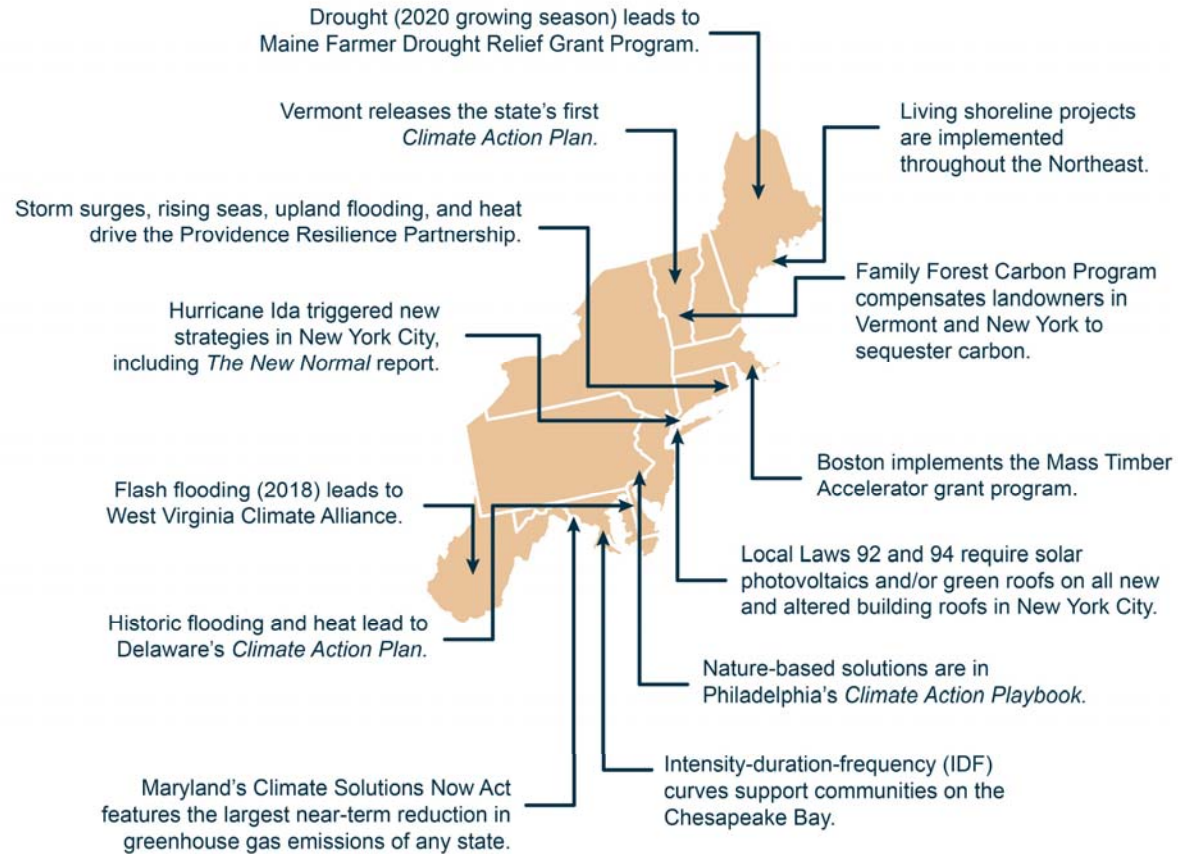 Drought (2020 growing season) leads to
Maine Farmer Drought Relief Grant Program.
Vermont releases the state's first
Climate Action Plan.
Living shoreline projects
are implemented
throughout the Northeast.
Storm surges, rising seas, upland flooding, and heat
drive the Providence Resilience Partnership.
Family Forest Carbon Program
compensates landowners in
Vermont and New York to
sequester carbon.
Hurricane Ida triggered new
strategies in New York City,
including The New Normal report.
Boston implements the Mass Timber
Accelerator grant program.
Flash flooding (2018) leads to
West Virginia Climate Alliance.
Local Laws 92 and 94 require solar
photovoltaics and/or green roofs on all new
and altered building roofs in New York City.
Historic flooding and heat lead to
Delaware's Climate Action Plan.
Nature-based solutions are in
Philadelphia's Climate Action Playbook.
Intensity-duration-frequency (IDF)
curves support communities on the
Chesapeake Bay.
Maryland's Climate Solutions Now Act
features the largest near-term reduction in
greenhouse gas emissions of any state.